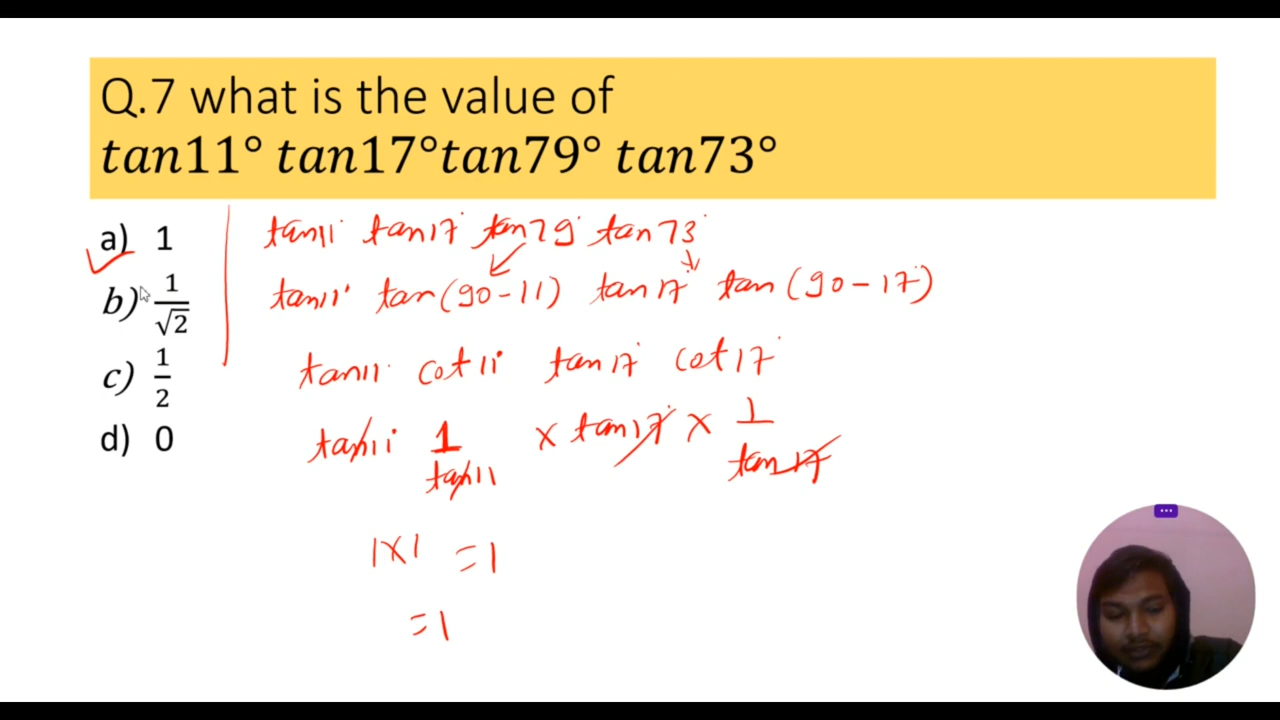 Q.7 what is the value of
tan11° tan17°tan79° tan73°
a) 1
b) 1/√2
c) 1/2
d) 0
tan11° tan17° tan79° tan73°
tan11° tan(90-11) tan17° tan(90-17)
tan11 cot11° tan17° cot17°
tan11° 1/tan11 × tan17° × 1/tan17
1×1 =1
=1